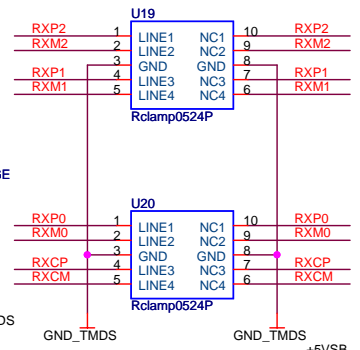 U19
RXP2 1 LINE1 NC1 10 RXP2
RXM2 2 LINE2 NC2 9 RXM2
3 GND GND 8
RXP1 4 LINE3 NC3 7 RXP1
RXM1 5 LINE4 NC4 6 RXM1
Rclamp0524P
GE
U20
RXP0 1 LINE1 NC1 10 RXP0
RXM0 2 LINE2 NC2 9 RXM0
3 GND GND 8
RXCP 4 LINE3 NC3 7 RXCP
RXCM 5 LINE4 NC4 6 RXCM
Rclamp0524P
DS
GND_TMDS GND_TMDS
+5VSB